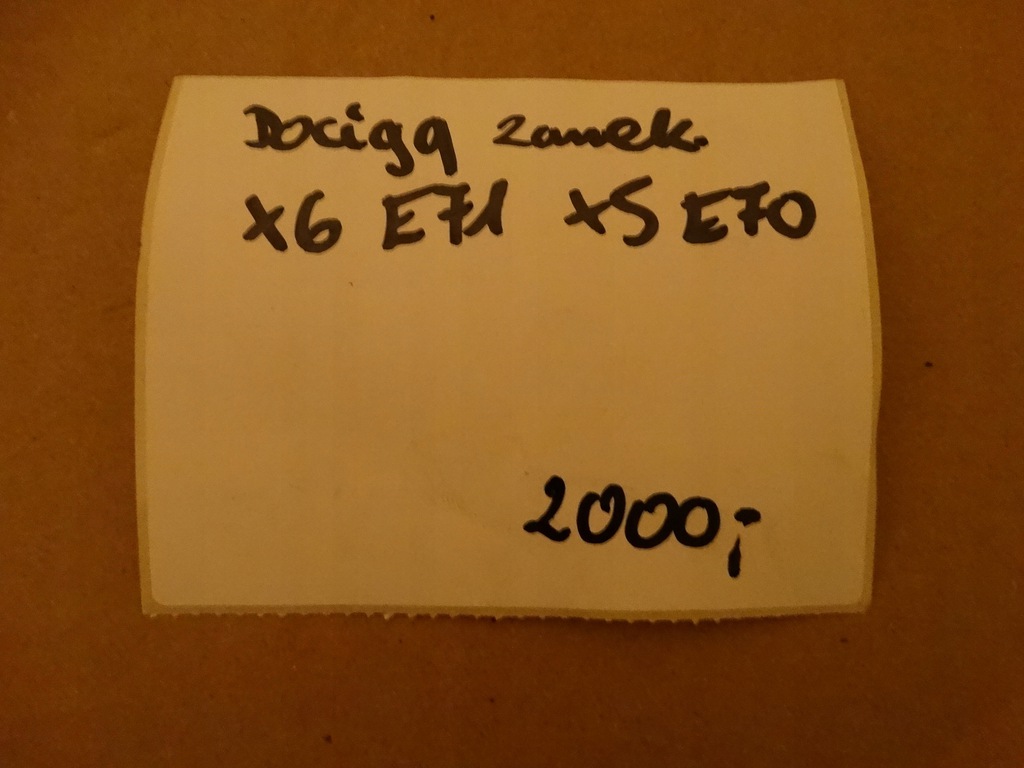 Dociąg zamek.
X6 E71 X5 E70
2000,-